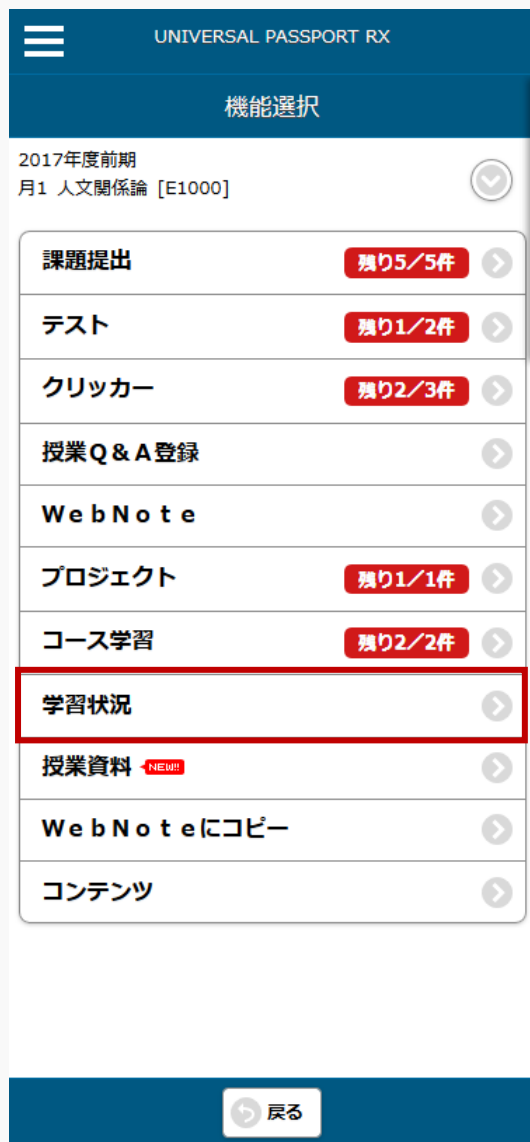 UNIVERSAL PASSPORT RX
機能選択
2017年度前期
月1 人文関係論 [E1000]
課題提出 残り5／5件
テスト 残り1／2件
クリッカー 残り2／3件
授業Ｑ＆Ａ登録
ＷｅｂＮｏｔｅ
プロジェクト 残り1／1件
コース学習 残り2／2件
学習状況
授業資料 NEW!!
ＷｅｂＮｏｔｅにコピー
コンテンツ
戻る